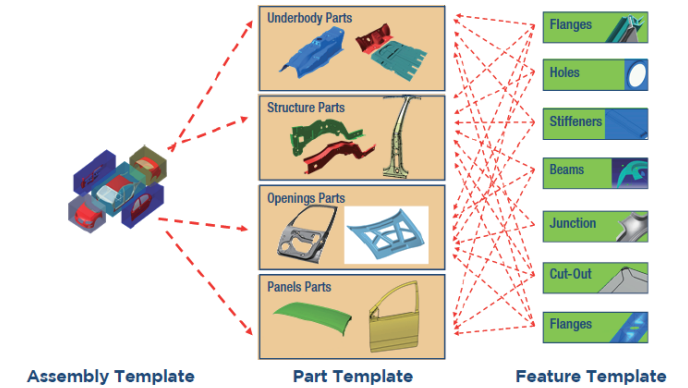 Underbody Parts
Structure Parts
Openings Parts
Panels Parts
Flanges
Holes
Stiffeners
Beams
Junction
Cut-Out
Flanges
Assembly Template
Part Template
Feature Template